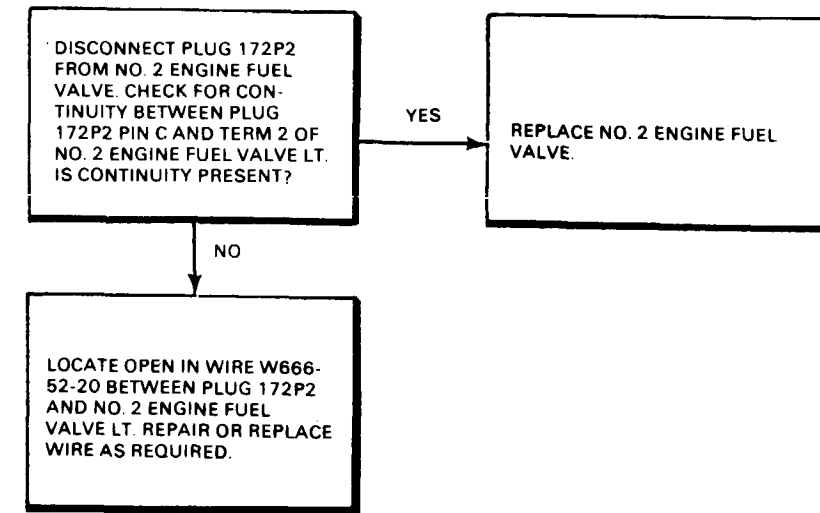 DISCONNECT PLUG 172P2
FROM NO. 2 ENGINE FUEL
VALVE. CHECK FOR CON-
TINUITY BETWEEN PLUG
172P2 PIN C AND TERM 2 OF
NO. 2 ENGINE FUEL VALVE LT.
IS CONTINUITY PRESENT?
YES
REPLACE NO. 2 ENGINE FUEL
VALVE.
NO
LOCATE OPEN IN WIRE W666-
52-20 BETWEEN PLUG 172P2
AND NO. 2 ENGINE FUEL
VALVE LT. REPAIR OR REPLACE
WIRE AS REQUIRED.